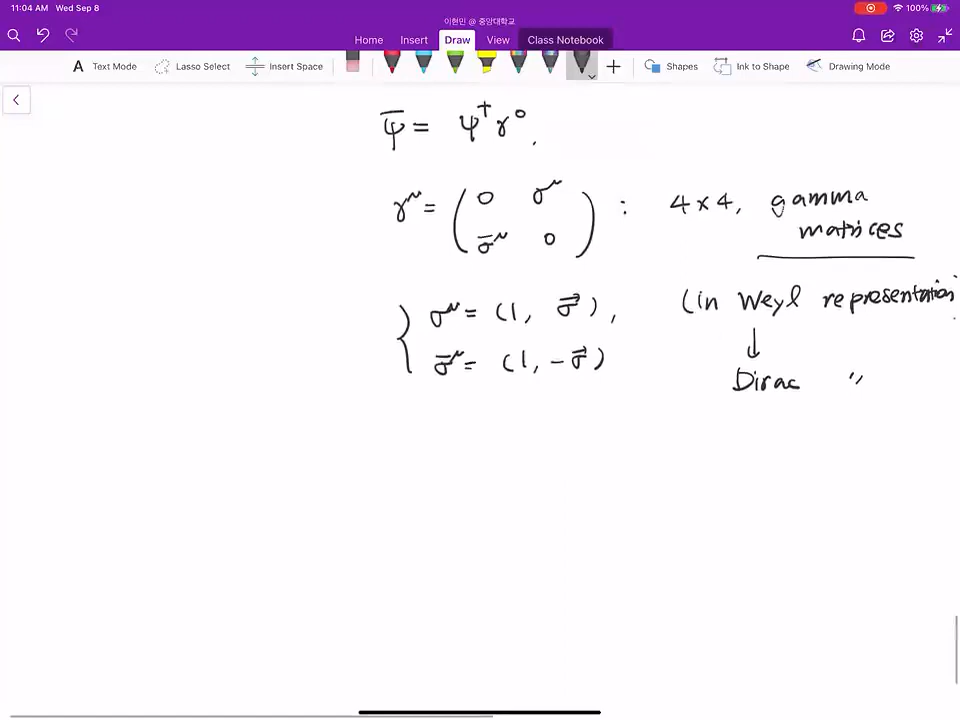 11:04 AM Wed Sep 8
100%
이현민 @ 중앙대학교
Home Insert Draw View Class Notebook
Text Mode Lasso Select Insert Space Shapes Ink to Shape Drawing Mode
ψ̄ = ψ†γ⁰.
γ^μ = ( 0 σ^μ
σ̄^μ 0 ) : 4×4, gamma matrices
{ σ^μ = (1, σ⃗), (in Weyl representation
σ̄^μ = (1, -σ⃗)
↓
Dirac 〃